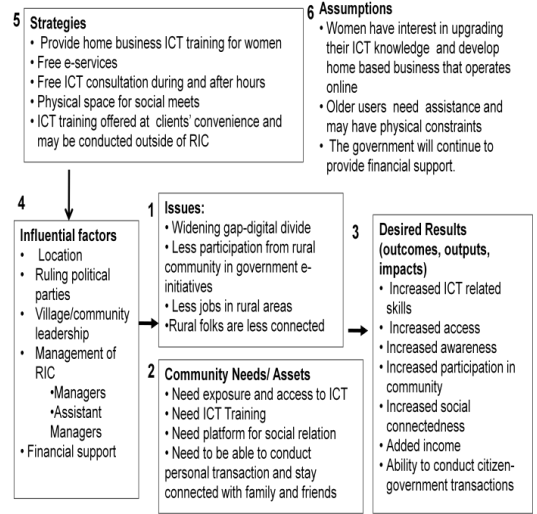 5
Strategies
• Provide home business ICT training for women
• Free e-services
• Free ICT consultation during and after hours
• Physical space for social meets
• ICT training offered at clients' convenience and
may be conducted outside of RIC
6 Assumptions
• Women have interest in upgrading
their ICT knowledge and develop
home based business that operates
online
• Older users need assistance and
may have physical constraints
• The government will continue to
provide financial support.
4
Influential factors
• Location
• Ruling political
parties
• Village/community
leadership
• Management of
RIC
•Managers
•Assistant
Managers
• Financial support
1
Issues:
• Widening gap-digital divide
• Less participation from rural
community in government e-
initiatives
• Less jobs in rural areas
•Rural folks are less connected
2
Community Needs/ Assets
• Need exposure and access to ICT
• Need ICT Training
• Need platform for social relation
• Need to be able to conduct
personal transaction and stay
connected with family and friends
3
Desired Results
(outcomes, outputs,
impacts)
• Increased ICT related
skills
• Increased access
• Increased awareness
• Increased participation in
community
• Increased social
connectedness
• Added income
• Ability to conduct citizen-
government transactions